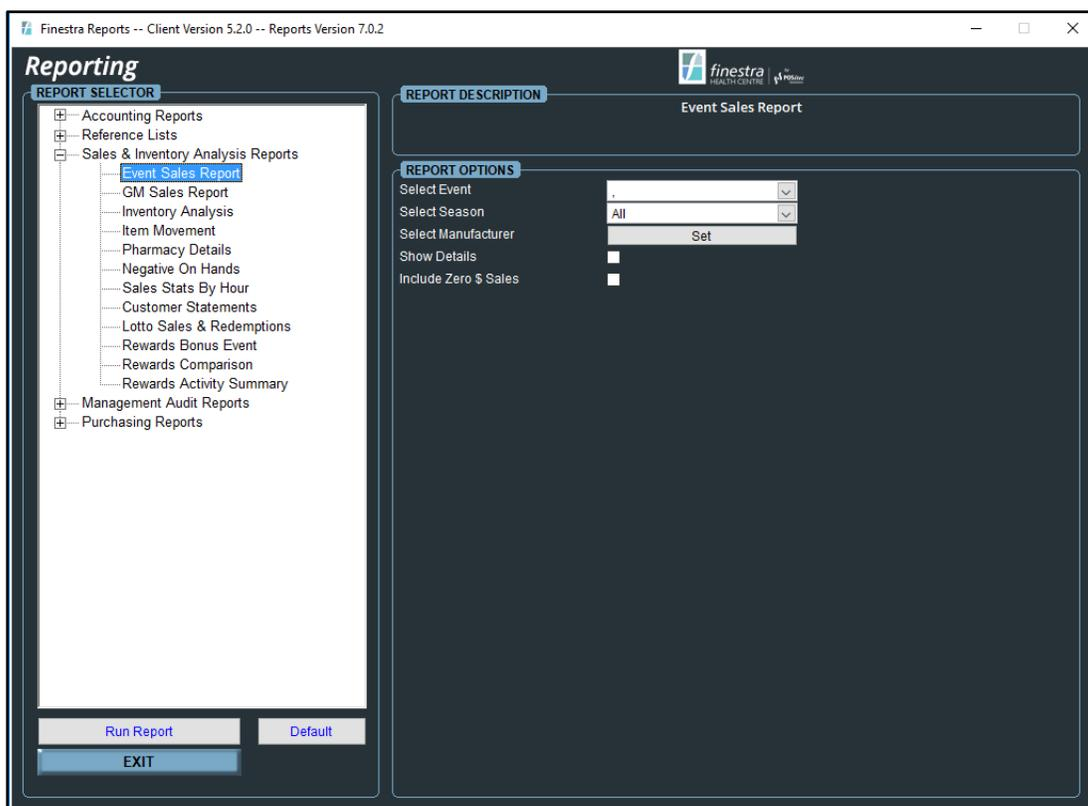 Finestra Reports -- Client Version 5.2.0 -- Reports Version 7.0.2
Reporting
finestra
HEALTH CENTRE
by
POSitec
REPORT SELECTOR
Accounting Reports
Reference Lists
Sales & Inventory Analysis Reports
Event Sales Report
GM Sales Report
Inventory Analysis
Item Movement
Pharmacy Details
Negative On Hands
Sales Stats By Hour
Customer Statements
Lotto Sales & Redemptions
Rewards Bonus Event
Rewards Comparison
Rewards Activity Summary
Management Audit Reports
Purchasing Reports
Run Report
Default
EXIT
REPORT DESCRIPTION
Event Sales Report
REPORT OPTIONS
Select Event ,
Select Season All
Select Manufacturer Set
Show Details
Include Zero $ Sales